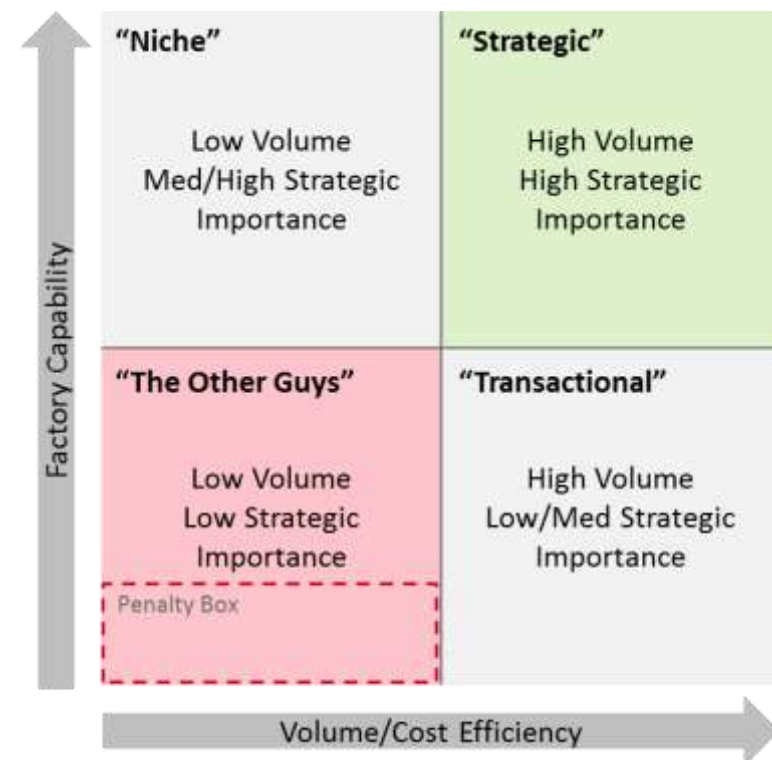 “Niche”
Low Volume
Med/High Strategic
Importance
“Strategic”
High Volume
High Strategic
Importance
Factory Capability
“The Other Guys”
Low Volume
Low Strategic
Importance
Penalty Box
“Transactional”
High Volume
Low/Med Strategic
Importance
Volume/Cost Efficiency